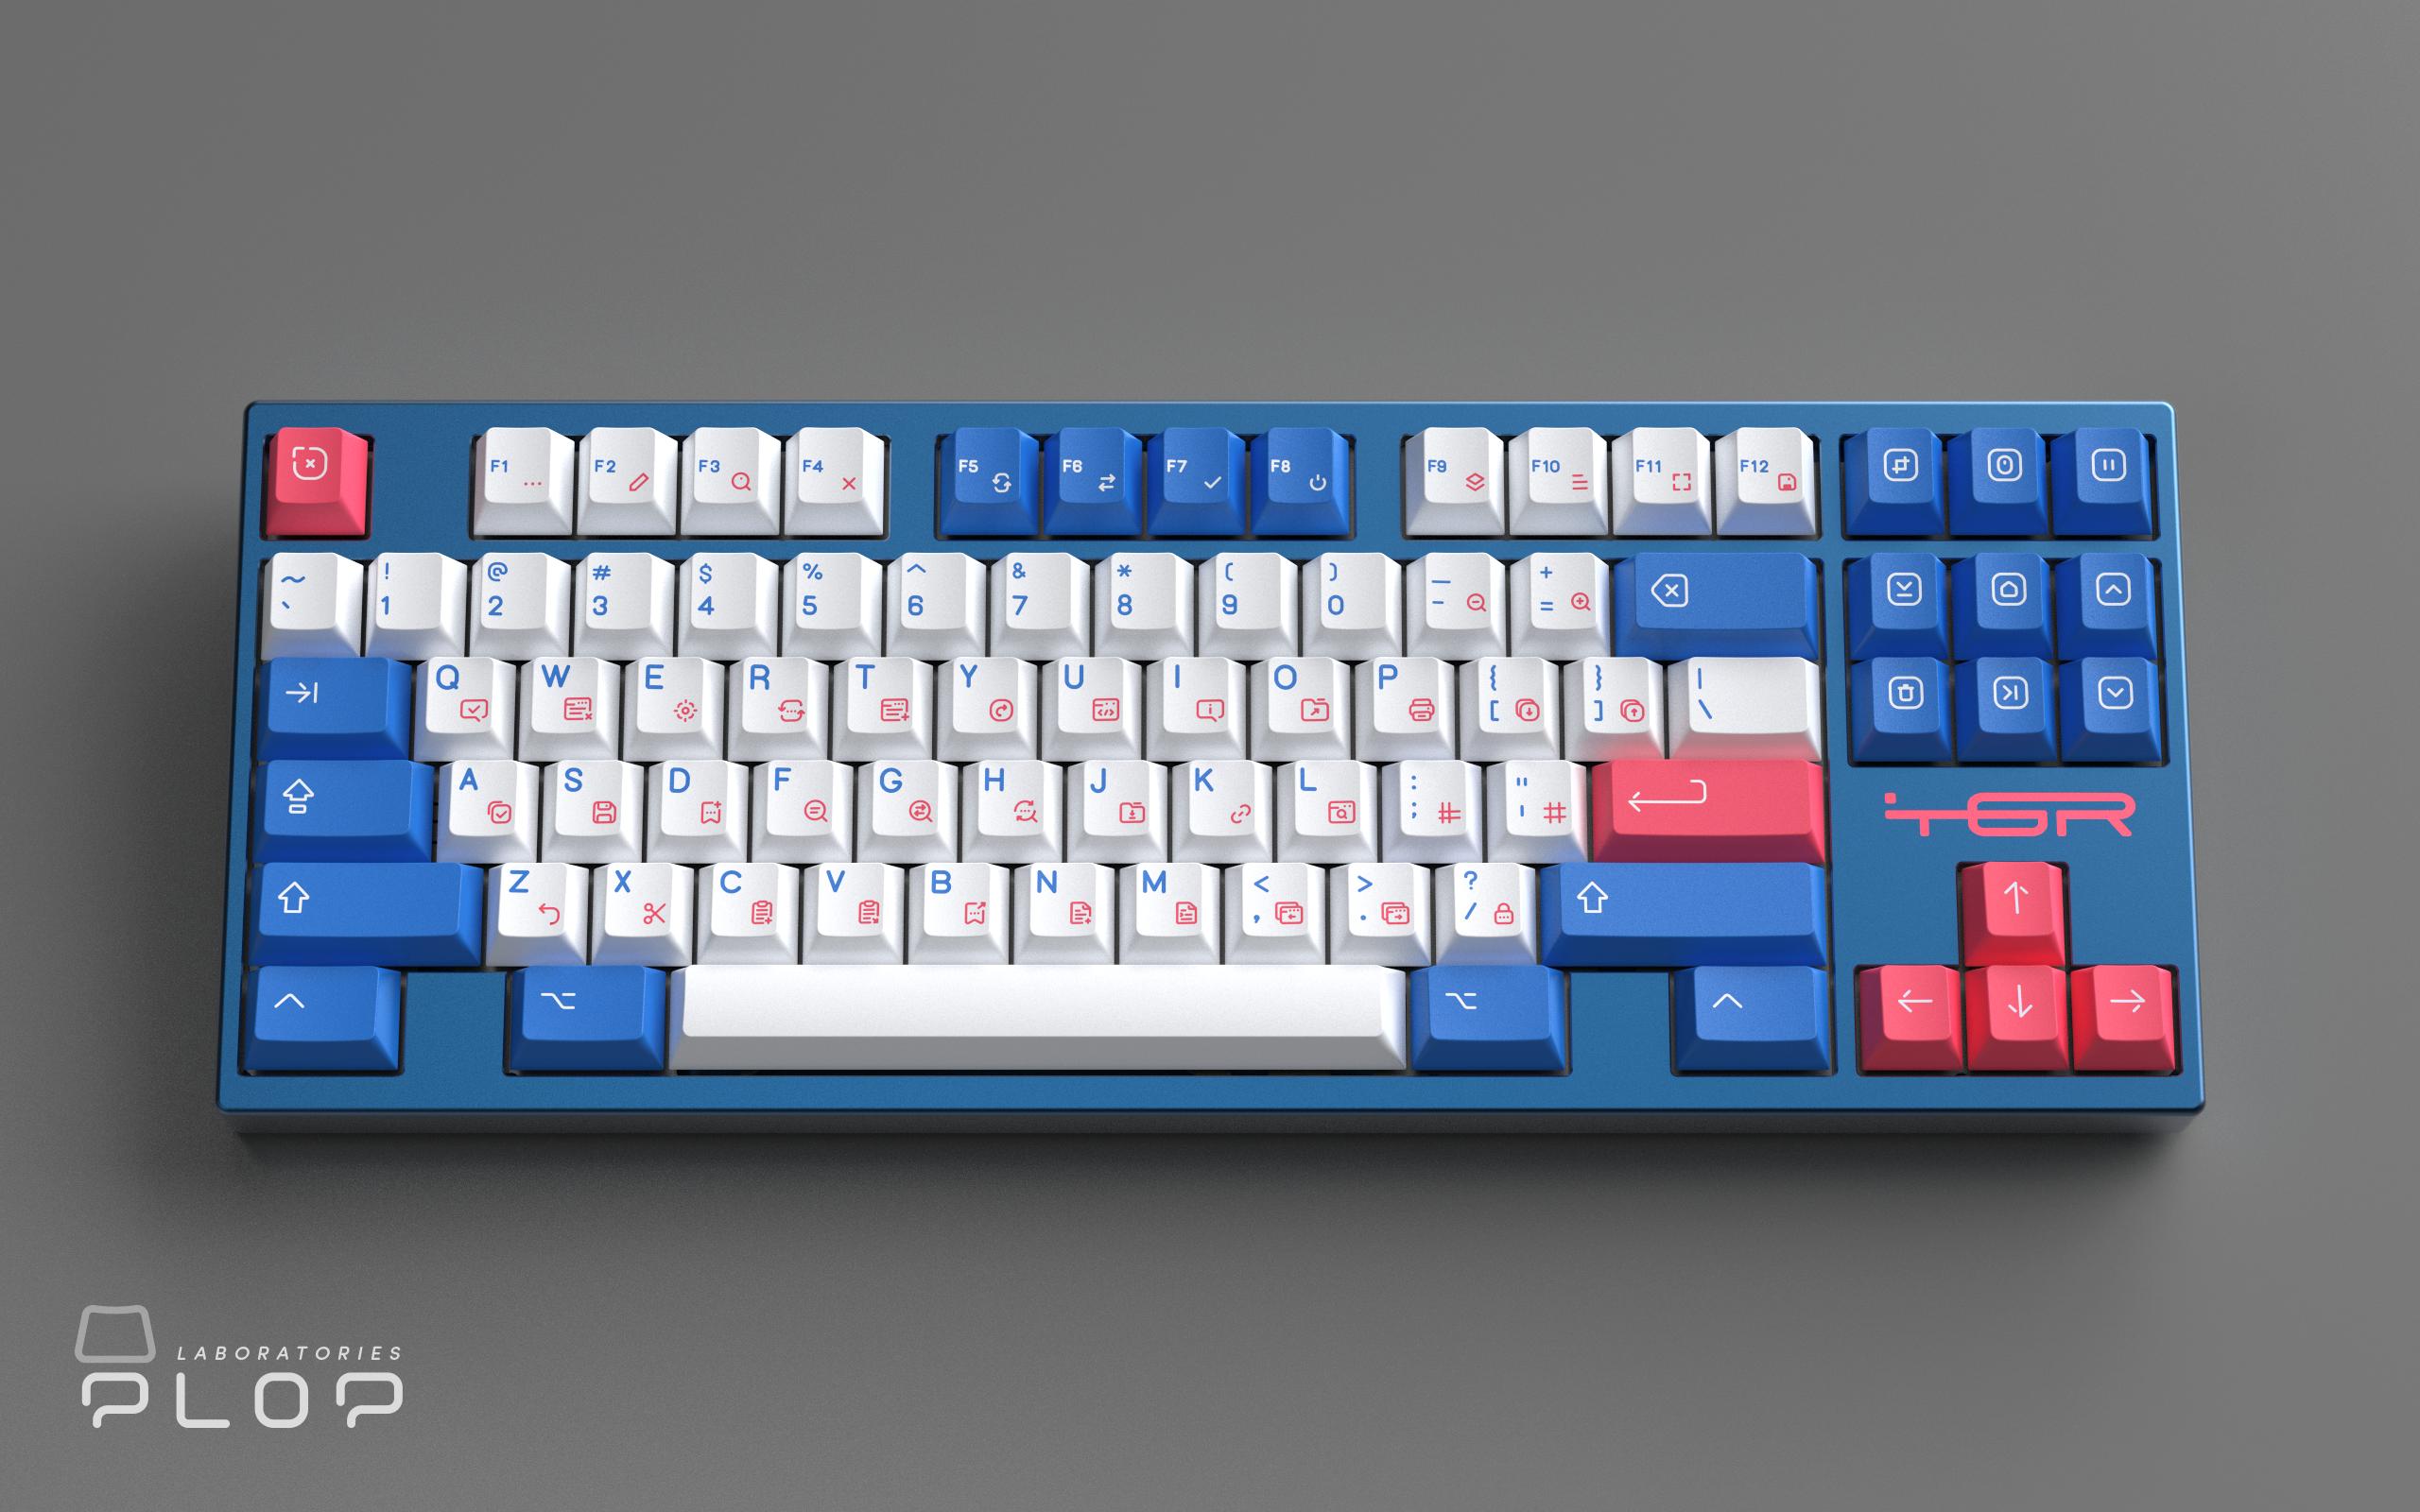 F1 F2 F3 F4 F5 F6 F7 F8 F9 F10 F11 F12
~ ! @ # $ % ^ & * ( ) _ +
` 1 2 3 4 5 6 7 8 9 0 - =
Q W E R T Y U I O P { } |
[ ] \
A S D F G H J K L : "
; '
TGR
Z X C V B N M < > ?
, . /
LABORATORIES
PLOP